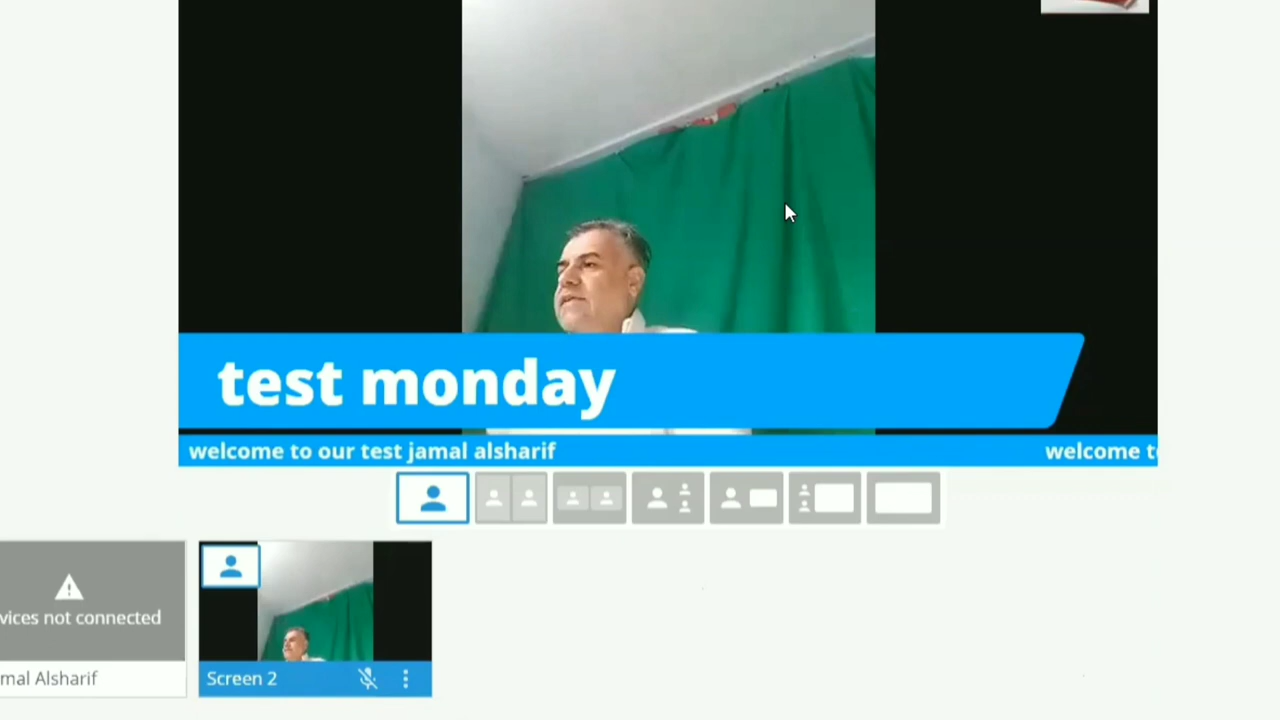 test monday
welcome to our test jamal alsharif
welcome t
vices not connected
mal Alsharif
Screen 2